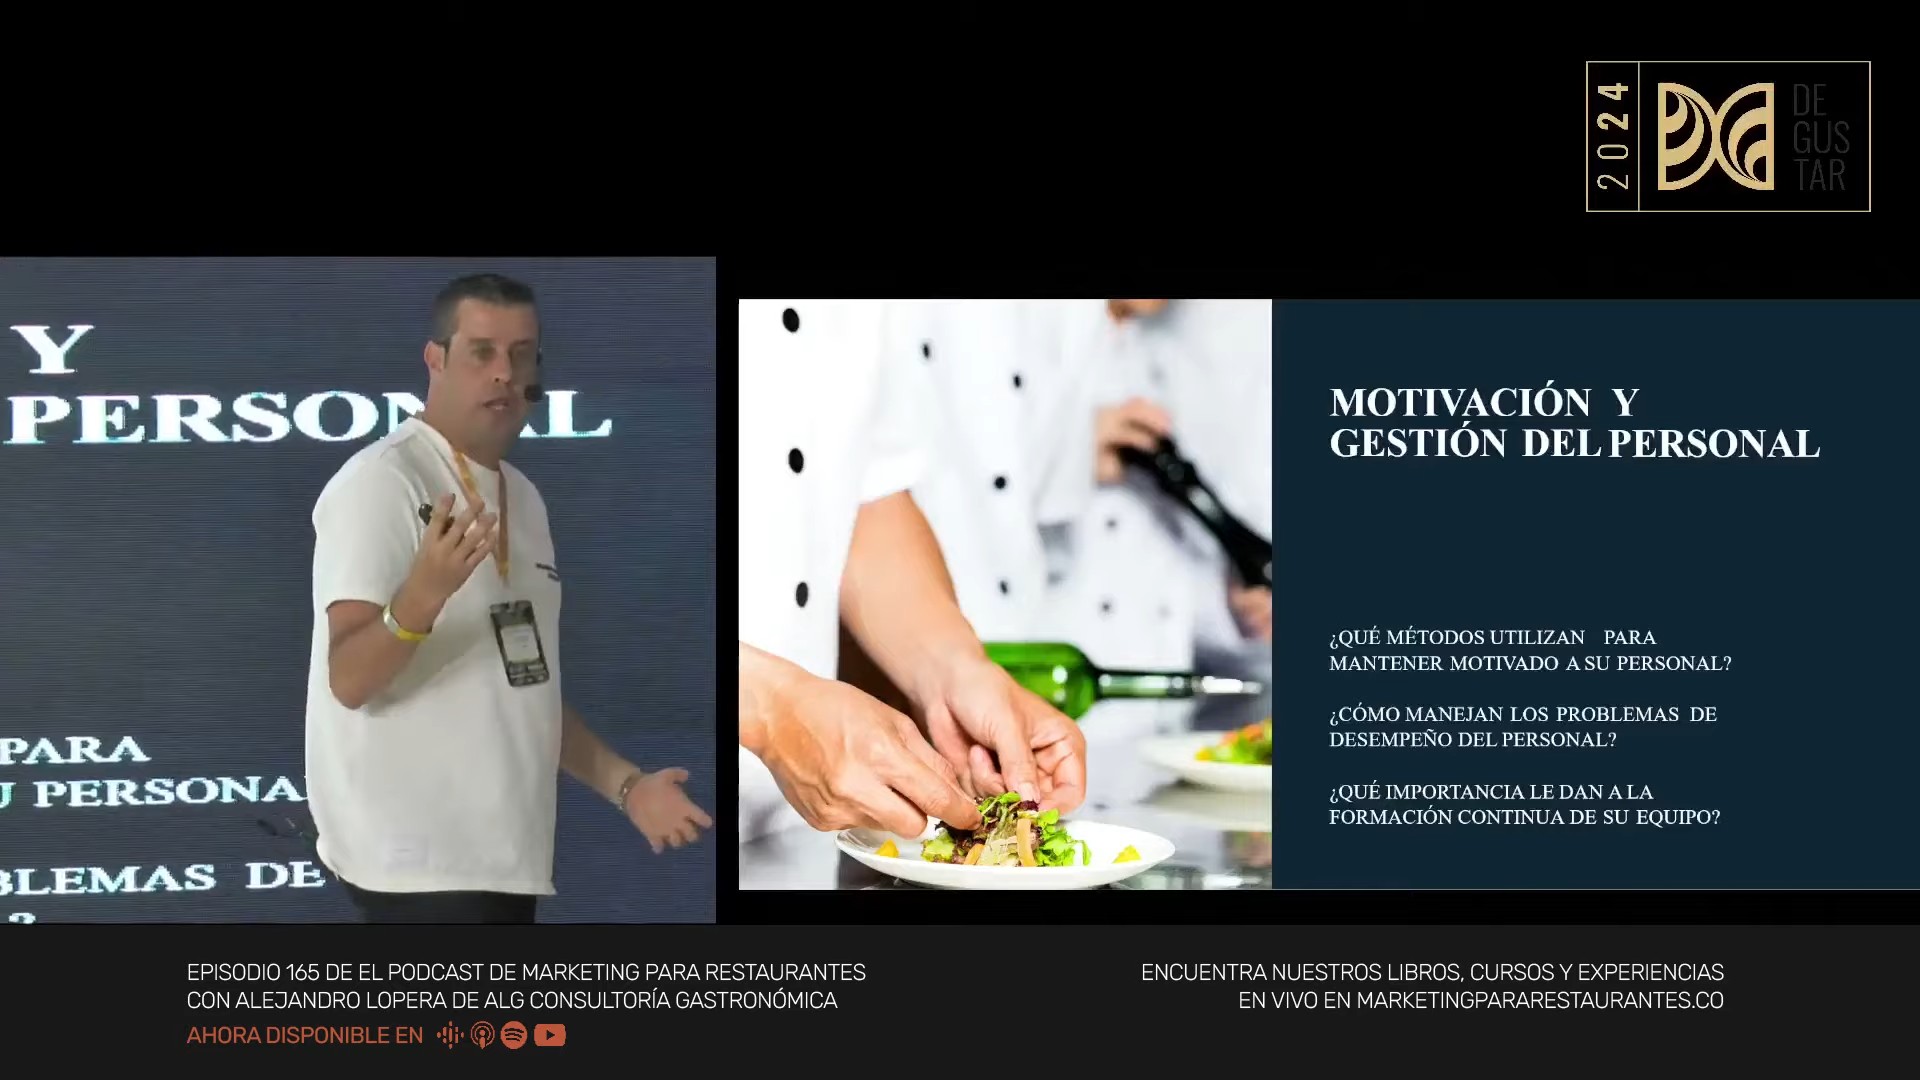 2024
DE
GUS
TAR
Y
PERSONAL
PARA
U PERSONAL
BLEMAS DE
?
MOTIVACIÓN Y
GESTIÓN DEL PERSONAL
¿QUÉ MÉTODOS UTILIZAN PARA
MANTENER MOTIVADO A SU PERSONAL?
¿CÓMO MANEJAN LOS PROBLEMAS DE
DESEMPEÑO DEL PERSONAL?
¿QUÉ IMPORTANCIA LE DAN A LA
FORMACIÓN CONTINUA DE SU EQUIPO?
EPISODIO 165 DE EL PODCAST DE MARKETING PARA RESTAURANTES
CON ALEJANDRO LOPERA DE ALG CONSULTORÍA GASTRONÓMICA
AHORA DISPONIBLE EN
ENCUENTRA NUESTROS LIBROS, CURSOS Y EXPERIENCIAS
EN VIVO EN MARKETINGPARARESTAURANTES.CO